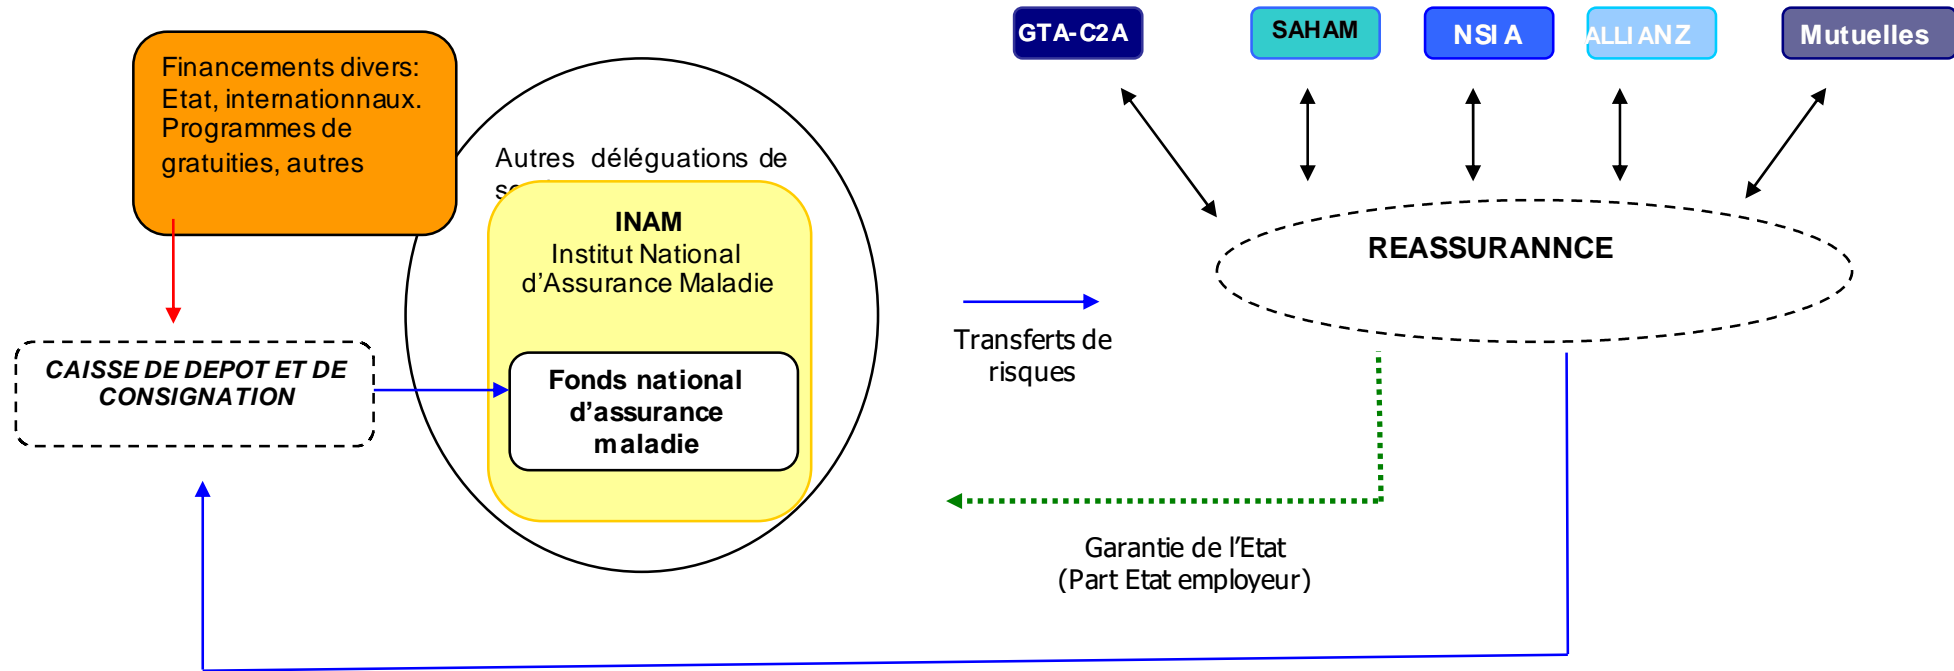 GTA-C2A
SAHAM
NSIA
ALLIANZ
Mutuelles
Financements divers:
Etat, internationnaux.
Programmes de
gratuities, autres
Autres déléguations de
INAM
Institut National
d'Assurance Maladie
REASSURANNCE
Transferts de
risques
CAISSE DE DEPOT ET DE
CONSIGNATION
Fonds national
d'assurance
maladie
Garantie de l'Etat
(Part Etat employeur)